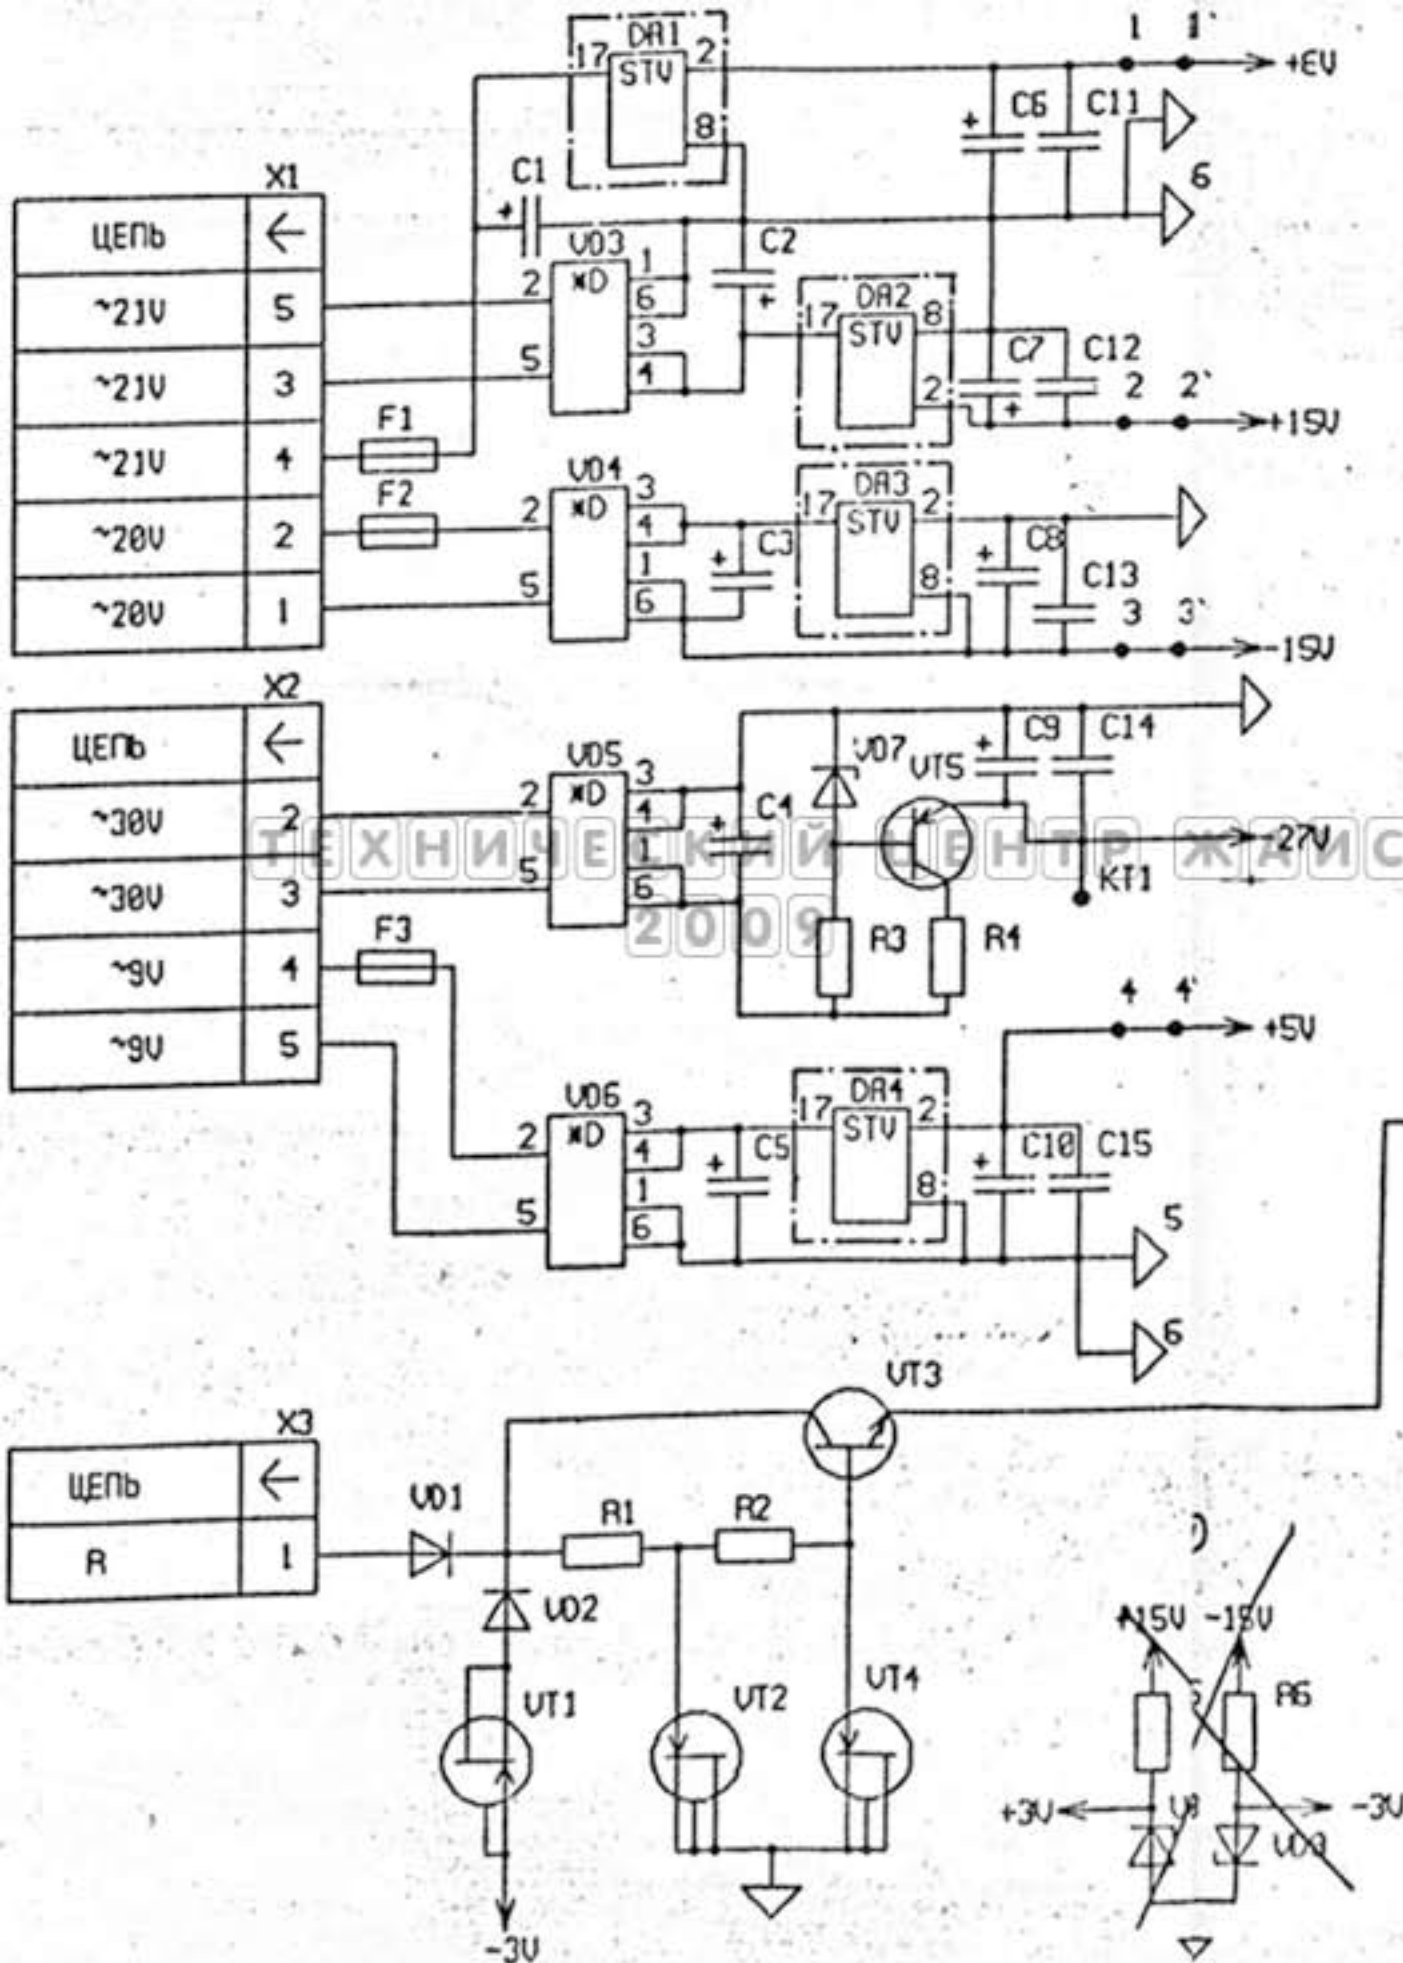 DA1
17 STV 2
8
1 1`
+6V
C6 C11
6
X1
ЦЕПЬ ←
~21V 5
~21V 3
~21V 4
~20V 2
~20V 1
C1
VD3
2 ※D 1
6
3
5 4
C2
DA2
17 STV 8
2
C7 C12
2 2`
+15V
F1
F2
VD4
2 ※D 3
4
1
5 6
C3
DA3
17 STV 2
8
C8
C13
3 3`
-15V
X2
ЦЕПЬ ←
~30V 2
~30V 3
~9V 4
~9V 5
VD5
2 ※D 3
4
1
5 6
C4
VD7
VT5
C9 C14
-27V
KT1
ТЕХНИЧЕСКИЙ ЦЕНТР ЖАИС
2009
R3 R4
F3
4 4`
+5V
VD6
2 ※D 3
4
1
5 6
C5
DA4
17 STV 2
8
C10 C15
5
6
X3
ЦЕПЬ ←
R 1
VD1
R1 R2
VT3
VD2
VT1
VT2
VT4
-3V
+15V -15V
R6
+3V
-3V